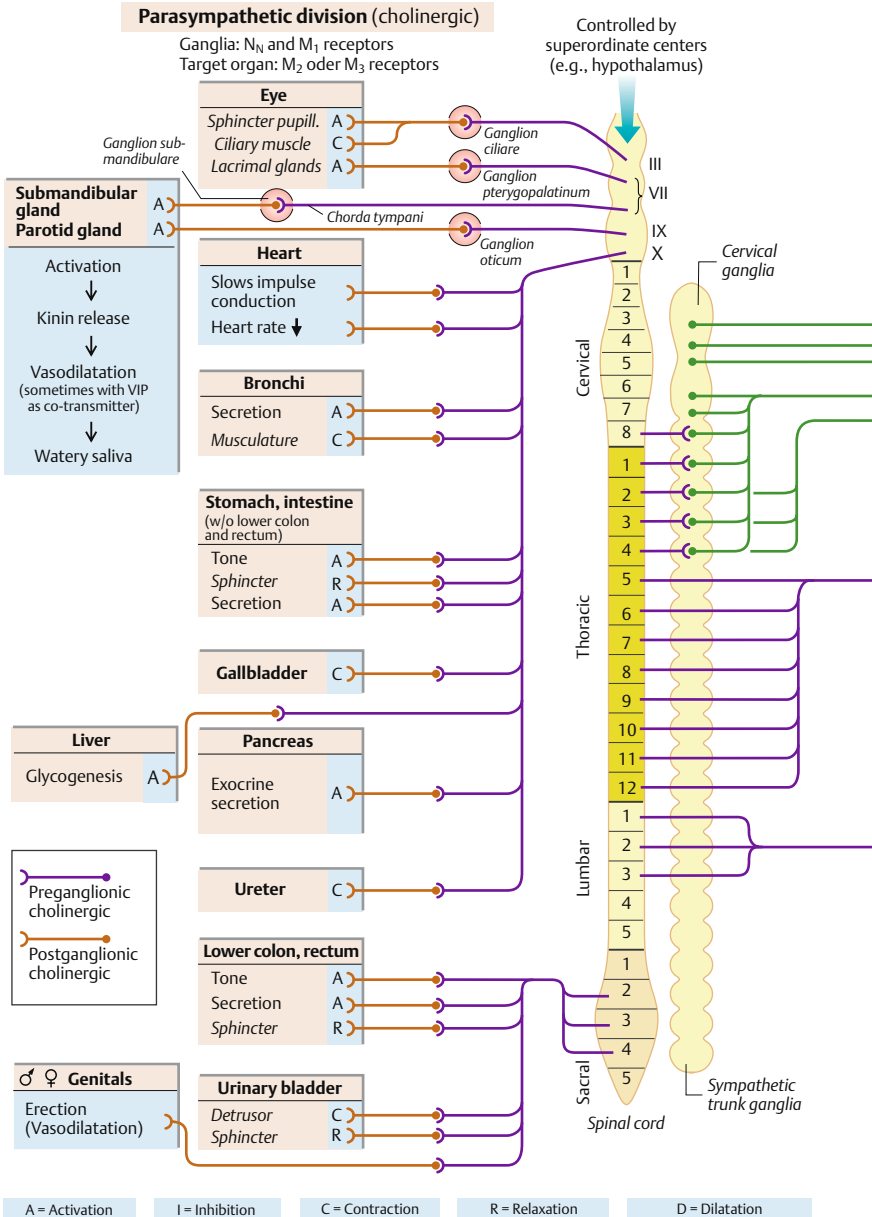 Parasympathetic division (cholinergic)
Ganglia: N_N and M_1 receptors
Target organ: M_2 oder M_3 receptors
Controlled by
superordinate centers
(e.g., hypothalamus)
Eye
Sphincter pupill. A
Ciliary muscle C
Lacrimal glands A
Ganglion
ciliare
Ganglion
pterygopalatinum
III
VII
IX
X
Ganglion sub-
mandibulare
Submandibular
gland A
Parotid gland A
Chorda tympani
Ganglion
oticum
Activation
Kinin release
Vasodilatation
(sometimes with VIP
as co-transmitter)
Watery saliva
Heart
Slows impulse
conduction
Heart rate ↓
Bronchi
Secretion A
Musculature C
Stomach, intestine
(w/o lower colon
and rectum)
Tone A
Sphincter R
Secretion A
Gallbladder C
Liver
Glycogenesis A
Pancreas
Exocrine
secretion A
Ureter C
Preganglionic
cholinergic
Postganglionic
cholinergic
Lower colon, rectum
Tone A
Secretion A
Sphincter R
♂ ♀ Genitals
Erection
(Vasodilatation)
Urinary bladder
Detrusor C
Sphincter R
Cervical
1
2
3
4
5
6
7
8
Thoracic
1
2
3
4
5
6
7
8
9
10
11
12
Lumbar
1
2
3
4
5
Sacral
1
2
3
4
5
Spinal cord
Cervical
ganglia
Sympathetic
trunk ganglia
A = Activation
I = Inhibition
C = Contraction
R = Relaxation
D = Dilatation